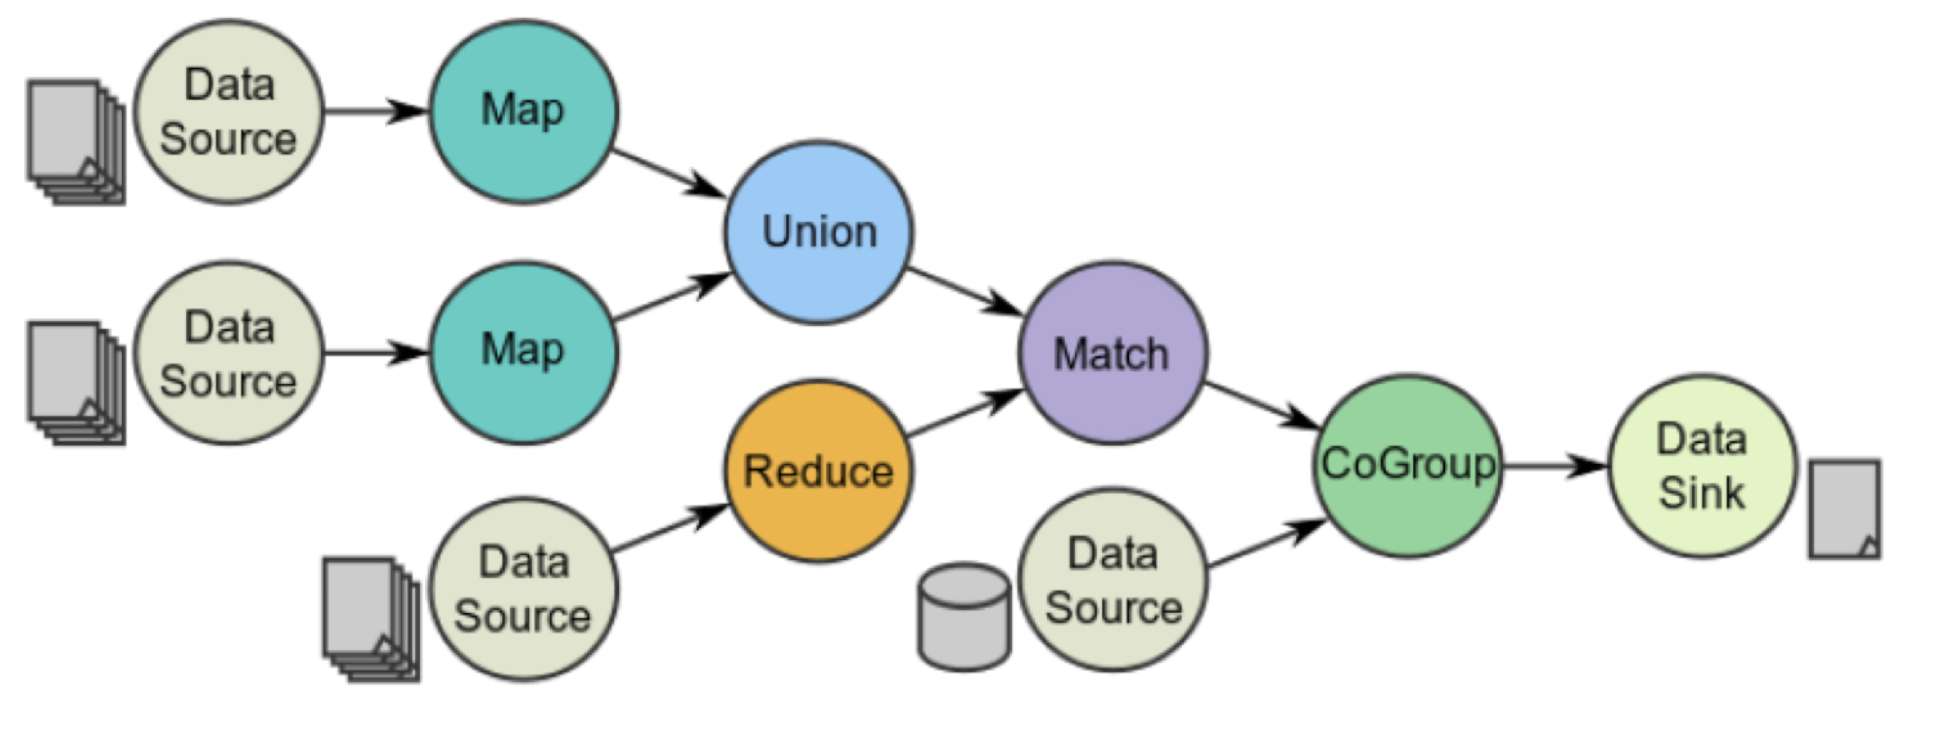 Data
Source
Map
Union
Data
Source
Map
Match
Reduce
CoGroup
Data
Sink
Data
Source
Data
Source